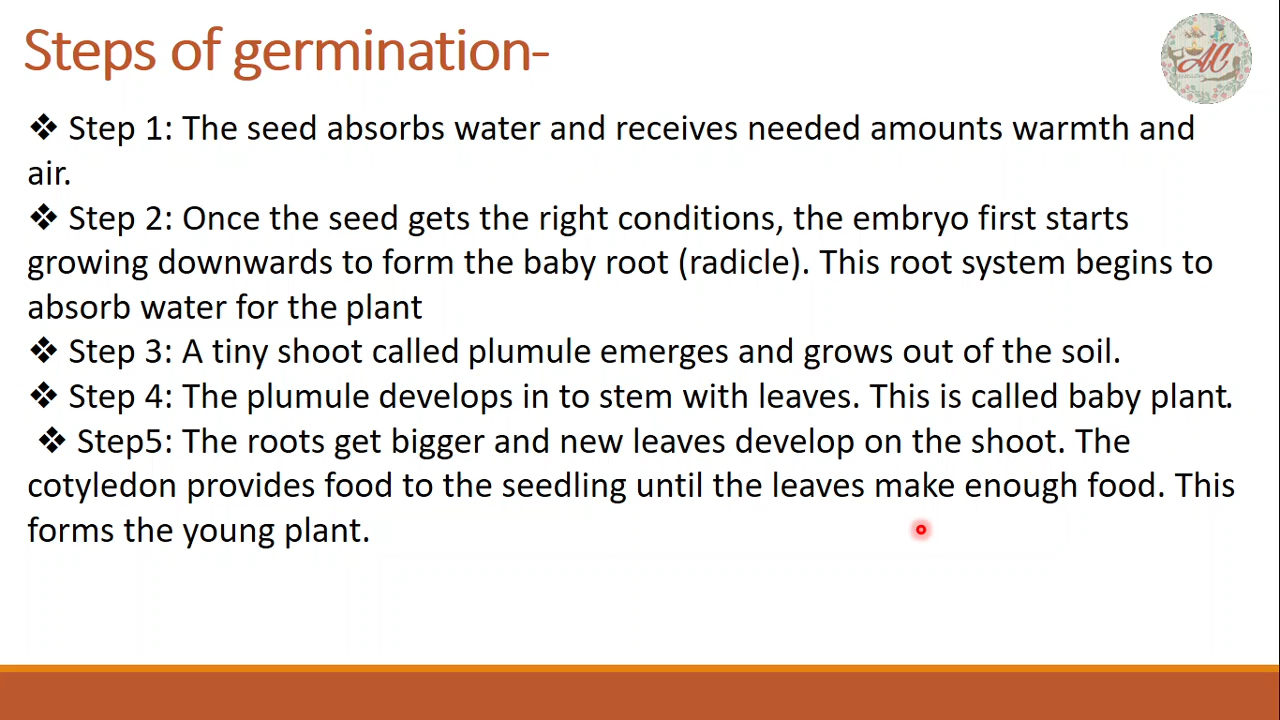 Steps of germination-
AC
❖ Step 1: The seed absorbs water and receives needed amounts warmth and
air.
❖ Step 2: Once the seed gets the right conditions, the embryo first starts
growing downwards to form the baby root (radicle). This root system begins to
absorb water for the plant
❖ Step 3: A tiny shoot called plumule emerges and grows out of the soil.
❖ Step 4: The plumule develops in to stem with leaves. This is called baby plant.
❖ Step5: The roots get bigger and new leaves develop on the shoot. The
cotyledon provides food to the seedling until the leaves make enough food. This
forms the young plant.